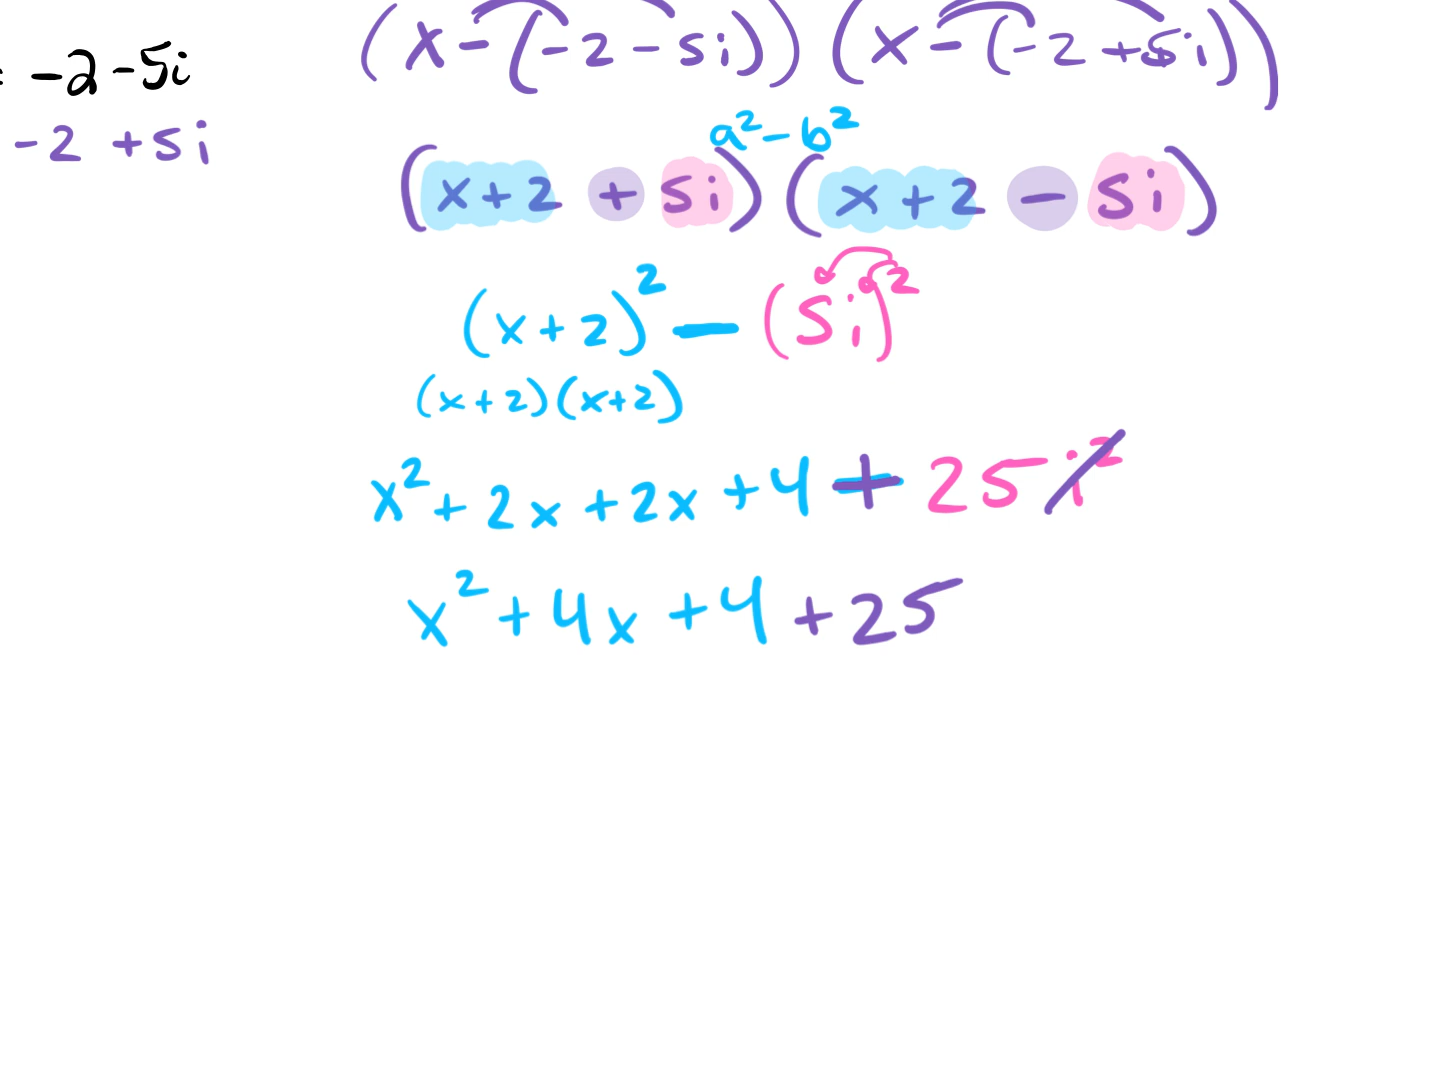 = -2 -5i
-2 +5i
(x-(-2-5i))(x-(-2+5i))
a²-b²
(x+2+5i)(x+2-5i)
(x+2)²-(5i)²
(x+2)(x+2)
x²+2x+2x+4+25i²
x²+4x+4+25